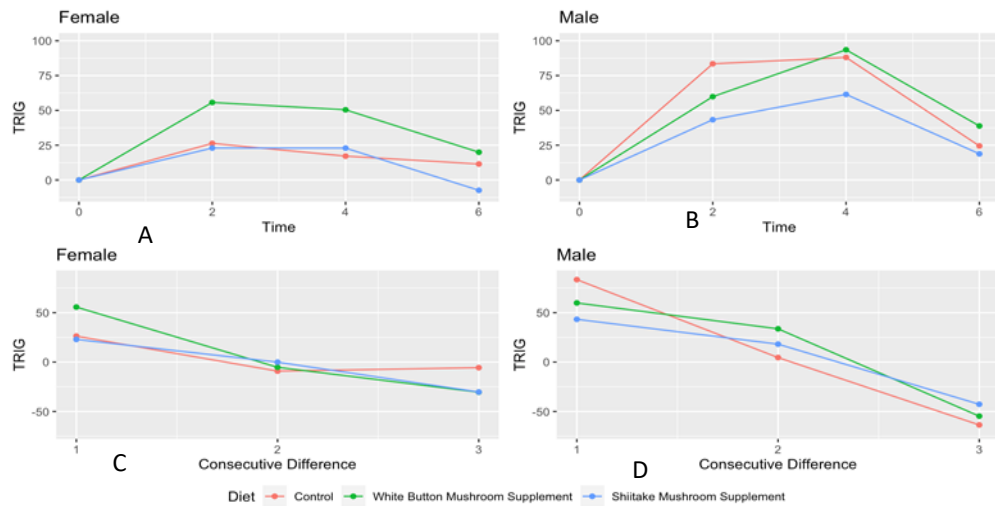 Female
Male
100
75
50
25
0
TRIG
0
2
4
6
Time
A
100
75
50
25
0
TRIG
0
2
4
6
Time
B
Female
Male
50
0
-50
TRIG
1
2
3
Consecutive Difference
C
50
0
-50
TRIG
1
2
3
Consecutive Difference
D
Diet Control White Button Mushroom Supplement Shiitake Mushroom Supplement